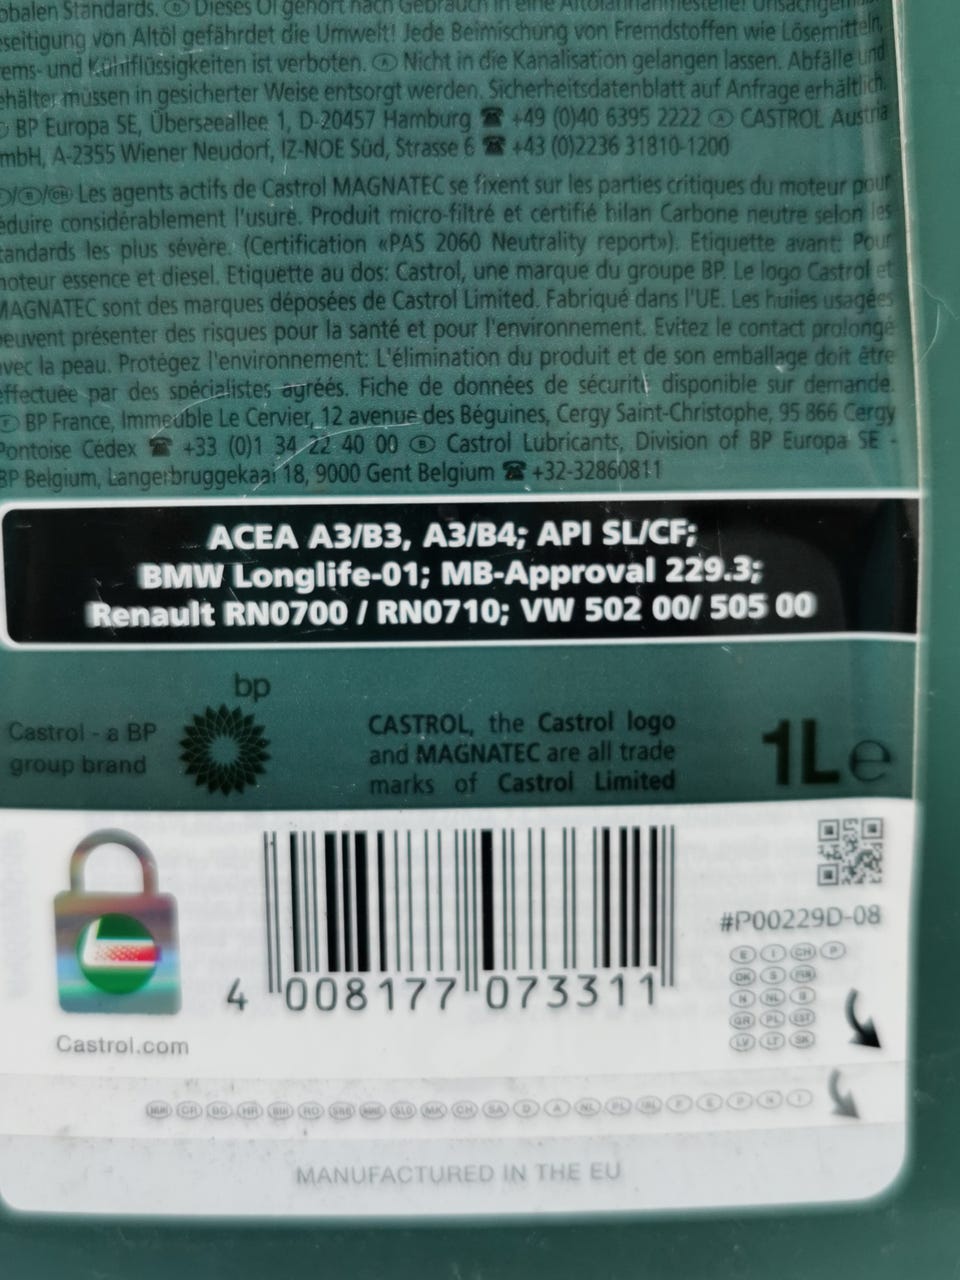 obalen Standards. Ⓓ Dieses Öl gehört nach Gebrauch in eine Altölannahmestelle!
eseitigung von Altöl gefährdet die Umwelt! Jede Beimischung von Fremdstoffen wie Lösemitteln,
ems- und Kühlflüssigkeiten ist verboten. Ⓐ Nicht in die Kanalisation gelangen lassen. Abfälle und
ehälter müssen in gesicherter Weise entsorgt werden. Sicherheitsdatenblatt auf Anfrage erhältlich.
BP Europa SE, Überseeallee 1, D-20457 Hamburg ☎ +49 (0)40 6395 2222 Ⓐ CASTROL Austria
mbH, A-2355 Wiener Neudorf, IZ-NOE Süd, Strasse 6 ☎ +43 (0)2236 31810-1200
/Ⓑ/CH Les agents actifs de Castrol MAGNATEC se fixent sur les parties critiques du moteur pour
éduire considérablement l'usure. Produit micro-filtré et certifié bilan Carbone neutre selon les
tandards les plus sévère. (Certification «PAS 2060 Neutrality report»). Etiquette avant: Pour
moteur essence et diesel. Etiquette au dos: Castrol, une marque du groupe BP. Le logo Castrol et
MAGNATEC sont des marques déposées de Castrol Limited. Fabriqué dans l'UE. Les huiles usagées
peuvent présenter des risques pour la santé et pour l'environnement. Evitez le contact prolongé
avec la peau. Protégez l'environnement: L'élimination du produit et de son emballage doit être
effectuée par des spécialistes agréés. Fiche de données de sécurité disponible sur demande.
Ⓕ BP France, Immeuble Le Cervier, 12 avenue des Béguines, Cergy Saint-Christophe, 95 866 Cergy
Pontoise Cédex ☎ +33 (0)1 34 22 40 00 Ⓑ Castrol Lubricants, Division of BP Europa SE -
BP Belgium, Langerbruggekaai 18, 9000 Gent Belgium ☎ +32-32860811
ACEA A3/B3, A3/B4; API SL/CF;
BMW Longlife-01; MB-Approval 229.3;
Renault RN0700 / RN0710; VW 502 00/ 505 00
bp
Castrol - a BP
group brand
CASTROL, the Castrol logo
and MAGNATEC are all trade
marks of Castrol Limited
1L ℮
#P00229D-08
E I CH P
DK S FIN
N NL B
GR PL EST
LV LT SK
4 008177 073311
Castrol.com
MANUFACTURED IN THE EU